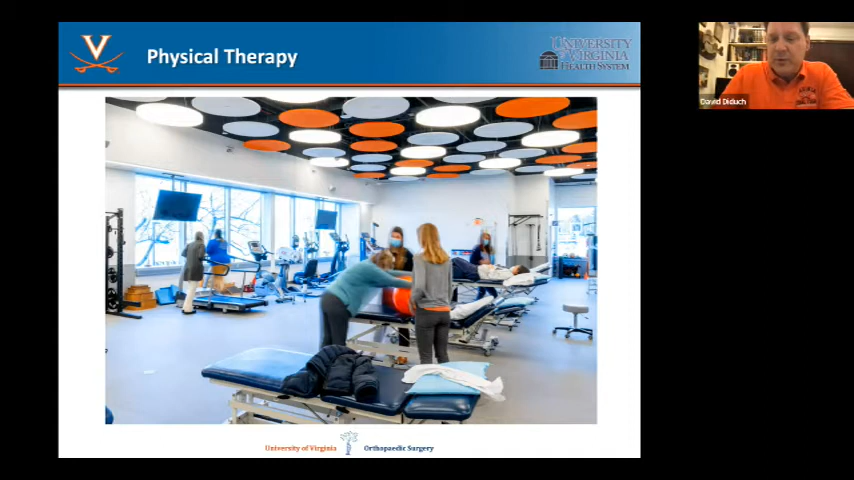 Physical Therapy
UNIVERSITY
of VIRGINIA
HEALTH SYSTEM
David Diduch
University of Virginia Orthopaedic Surgery